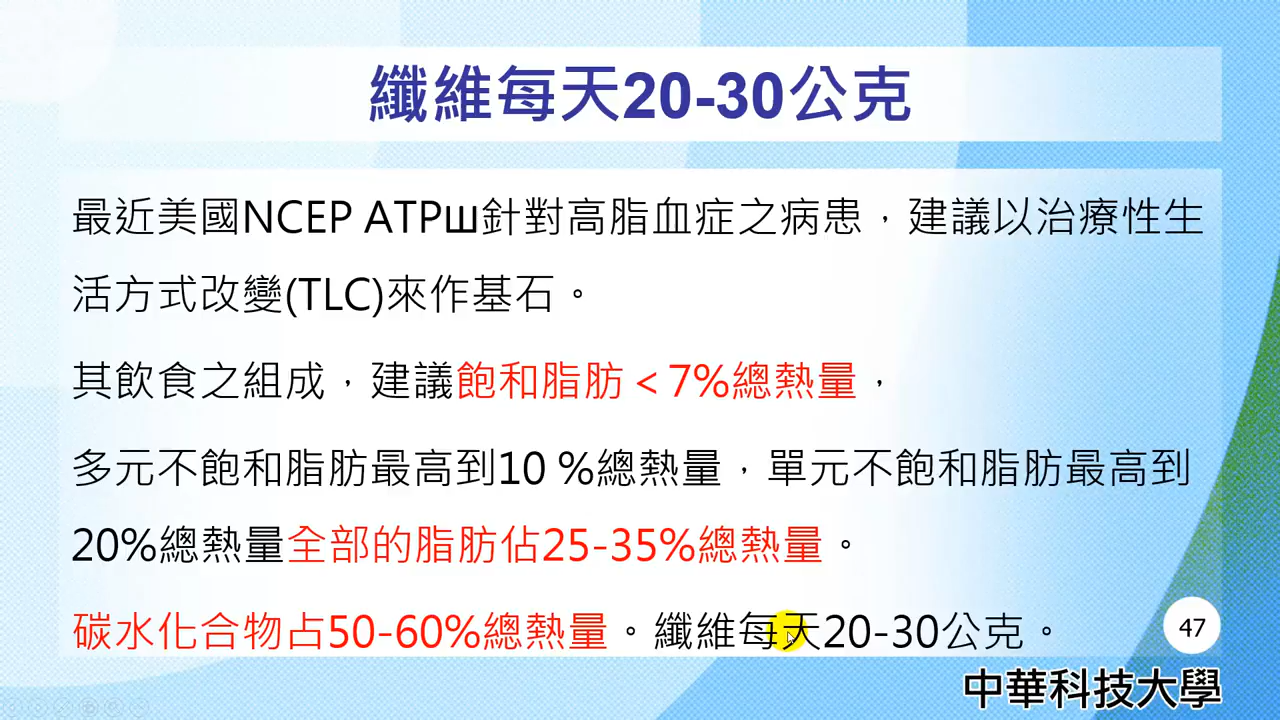 纖維每天20-30公克
最近美國NCEP ATPш針對高脂血症之病患，建議以治療性生
活方式改變(TLC)來作基石。
其飲食之組成，建議飽和脂肪＜7%總熱量，
多元不飽和脂肪最高到10 %總熱量，單元不飽和脂肪最高到
20%總熱量全部的脂肪佔25-35%總熱量。
碳水化合物占50-60%總熱量。纖維每天20-30公克。
47
中華科技大學